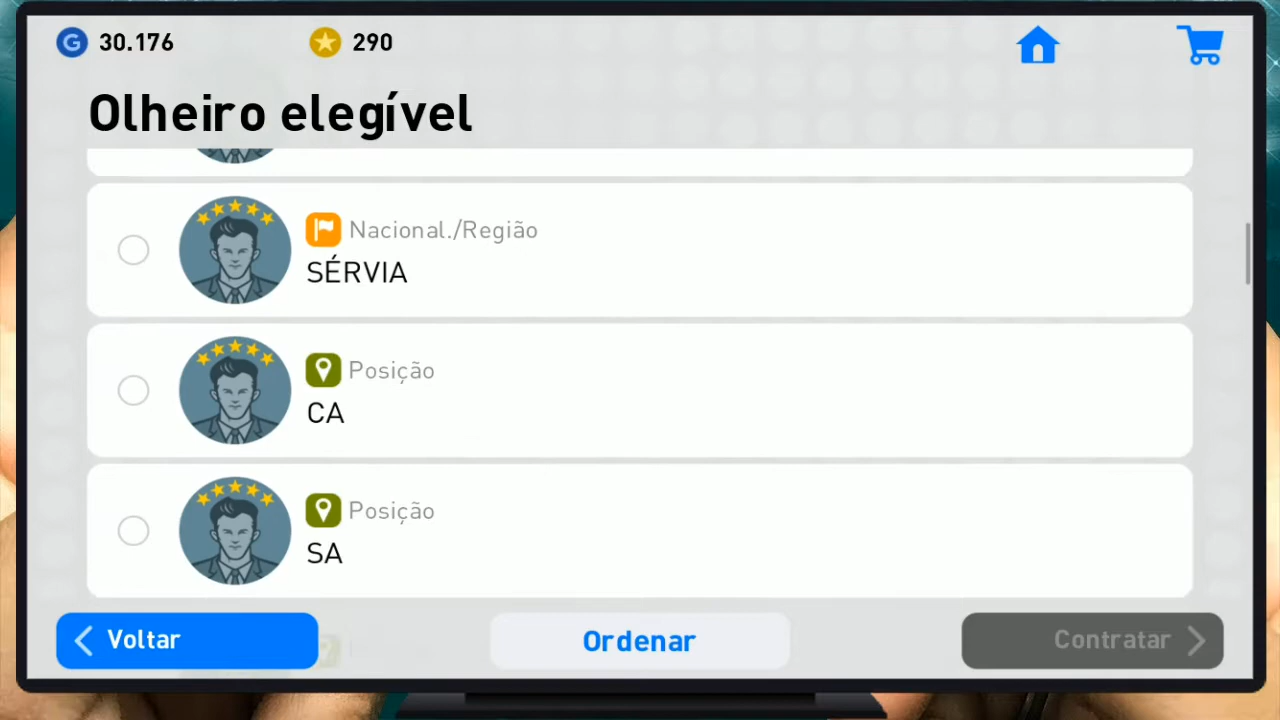 G 30.176
290
Olheiro elegível
Nacional./Região
SÉRVIA
Posição
CA
Posição
SA
Voltar
Ordenar
Contratar